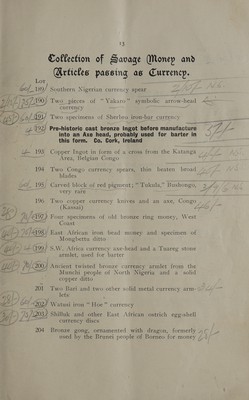 13
Collection of Savage Money and
Articles passing as Currency.
Lot
189 Southern Nigerian currency spear
190 Two pieces of "Yakaro" symbolic arrow-head
currency
191 Two specimens of Sherboa iron-bar currency
192 Pre-historic cast bronze Ingot before manufacture
into an Axe head, probably used for barter in
this form. Co. Cork, Ireland
193 Copper Ingot in form of a cross from the Katanga
Area, Belgian Congo
194 Two Congo currency spears, thin beaten broad
blades
195 Carved block of red pigment, "Tukula," Bushongo,
very rare
196 Two copper currency knives and an axe, Congo
(Kassai)
197 Four specimens of old bronze ring money, West
Coast
198 East African iron bead money and specimen of
Mongbetta ditto
199 S.W. Africa currency axe-head and a Tuareg stone
armlet, used for barter
200 Ancient twisted bronze currency armlet from the
Munchi people of North Nigeria and a solid
copper ditto
201 Two Bari and two other solid metal currency arm-
lets
202 Watusi iron "Hoe" currency
203 Shilluk and other East African ostrich egg-shell
currency discs
204 Bronze gong, ornamented with dragon, formerly
used by the Brunei people of Borneo for money